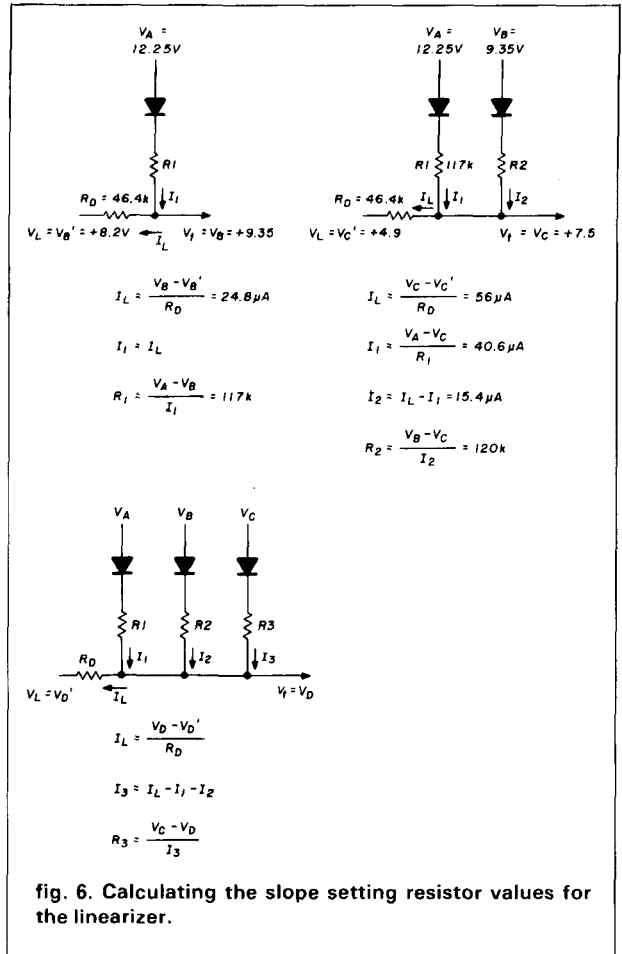 VA =
12.25V
R1
RD = 46.4k
I1
VL = VB' = +8.2V
IL
Vt = VB = +9.35
IL = (VB − VB') / RD = 24.8μA
I1 = IL
R1 = (VA − VB) / I1 = 117k
VA =
12.25V
VB =
9.35V
R1
117k
R2
RD = 46.4k
IL
I1
I2
VL = VC' = +4.9
Vt = VC = +7.5
IL = (VC − VC') / RD = 56μA
I1 = (VA − VC) / R1 = 40.6μA
I2 = IL − I1 = 15.4μA
R2 = (VB − VC) / I2 = 120k
VA
VB
VC
R1
R2
R3
RD
I1
I2
I3
VL = VD'
IL
Vt = VD
IL = (VD − VD') / RD
I3 = IL − I1 − I2
R3 = (VC − VD) / I3
fig. 6. Calculating the slope setting resistor values for
the linearizer.